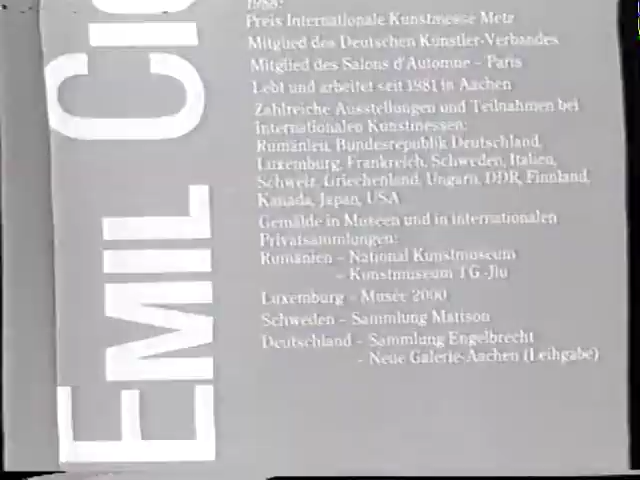 EMIL CIO
1988:
Preis Internationale Kunstmesse Metz
Mitglied des Deutschen Künstler-Verbandes
Mitglied des Salons d'Automne – Paris
Lebt und arbeitet seit 1981 in Aachen
Zahlreiche Ausstellungen und Teilnahmen bei
Internationalen Kunstmessen:
Rumänien, Bundesrepublik Deutschland,
Luxemburg, Frankreich, Schweden, Italien,
Schweiz, Griechenland, Ungarn, DDR, Finnland,
Kanada, Japan, USA
Gemälde in Museen und in internationalen
Privatsammlungen:
Rumänien – National Kunstmuseum
– Kunstmuseum TG-Jiu
Luxemburg – Musée 2000
Schweden – Sammlung Matison
Deutschland – Sammlung Engelbrecht
– Neue Galerie-Aachen (Leihgabe)